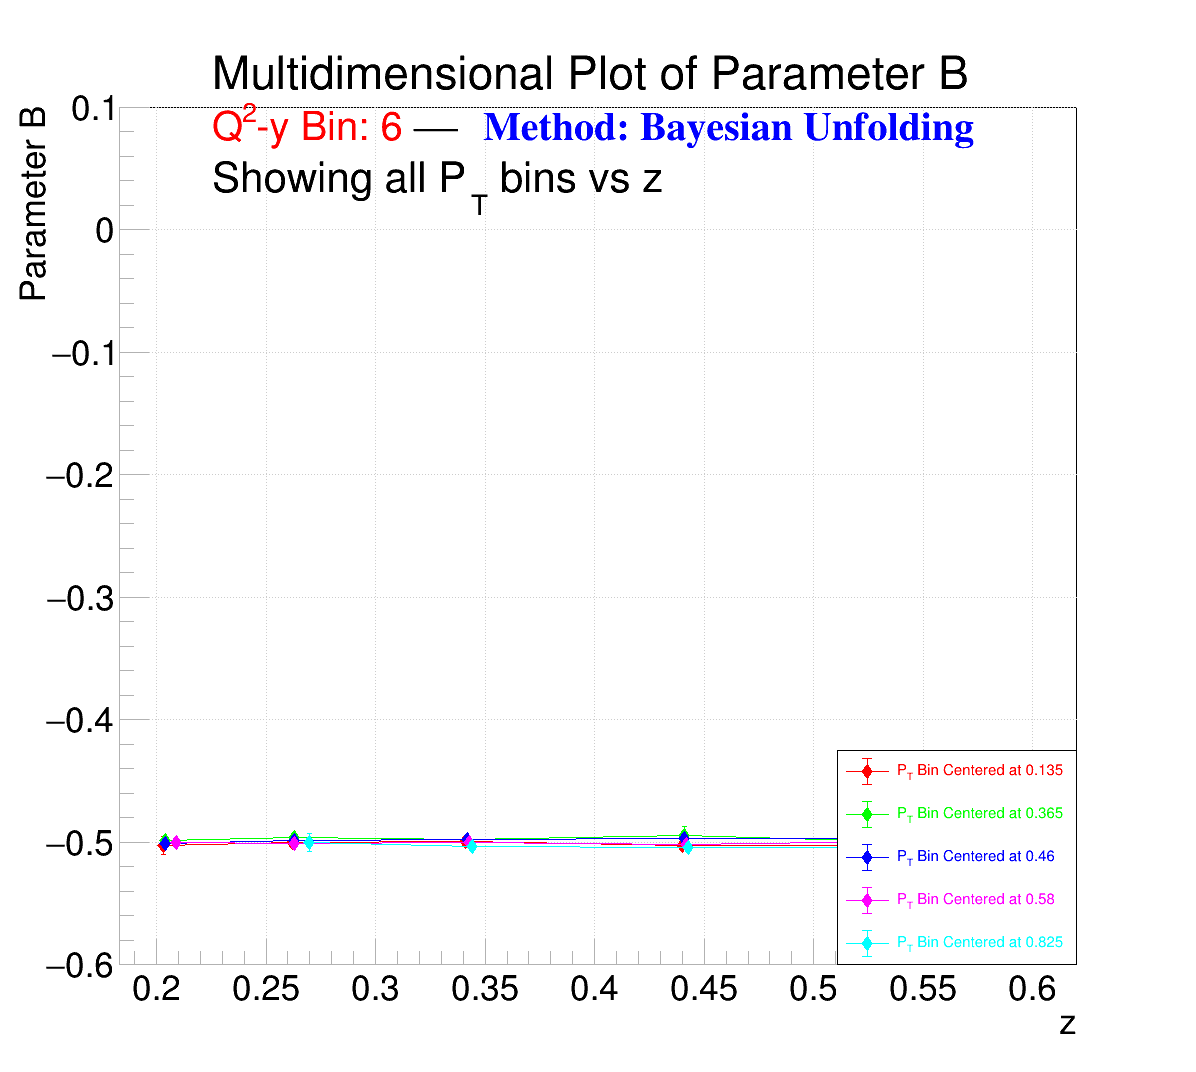 Multidimensional Plot of Parameter B
Q2-y Bin: 6 — Method: Bayesian Unfolding
Showing all PT bins vs z
Parameter B
0.1
0
−0.1
−0.2
−0.3
−0.4
−0.5
−0.6
PT Bin Centered at 0.135
PT Bin Centered at 0.365
PT Bin Centered at 0.46
PT Bin Centered at 0.58
PT Bin Centered at 0.825
0.2 0.25 0.3 0.35 0.4 0.45 0.5 0.55 0.6
z